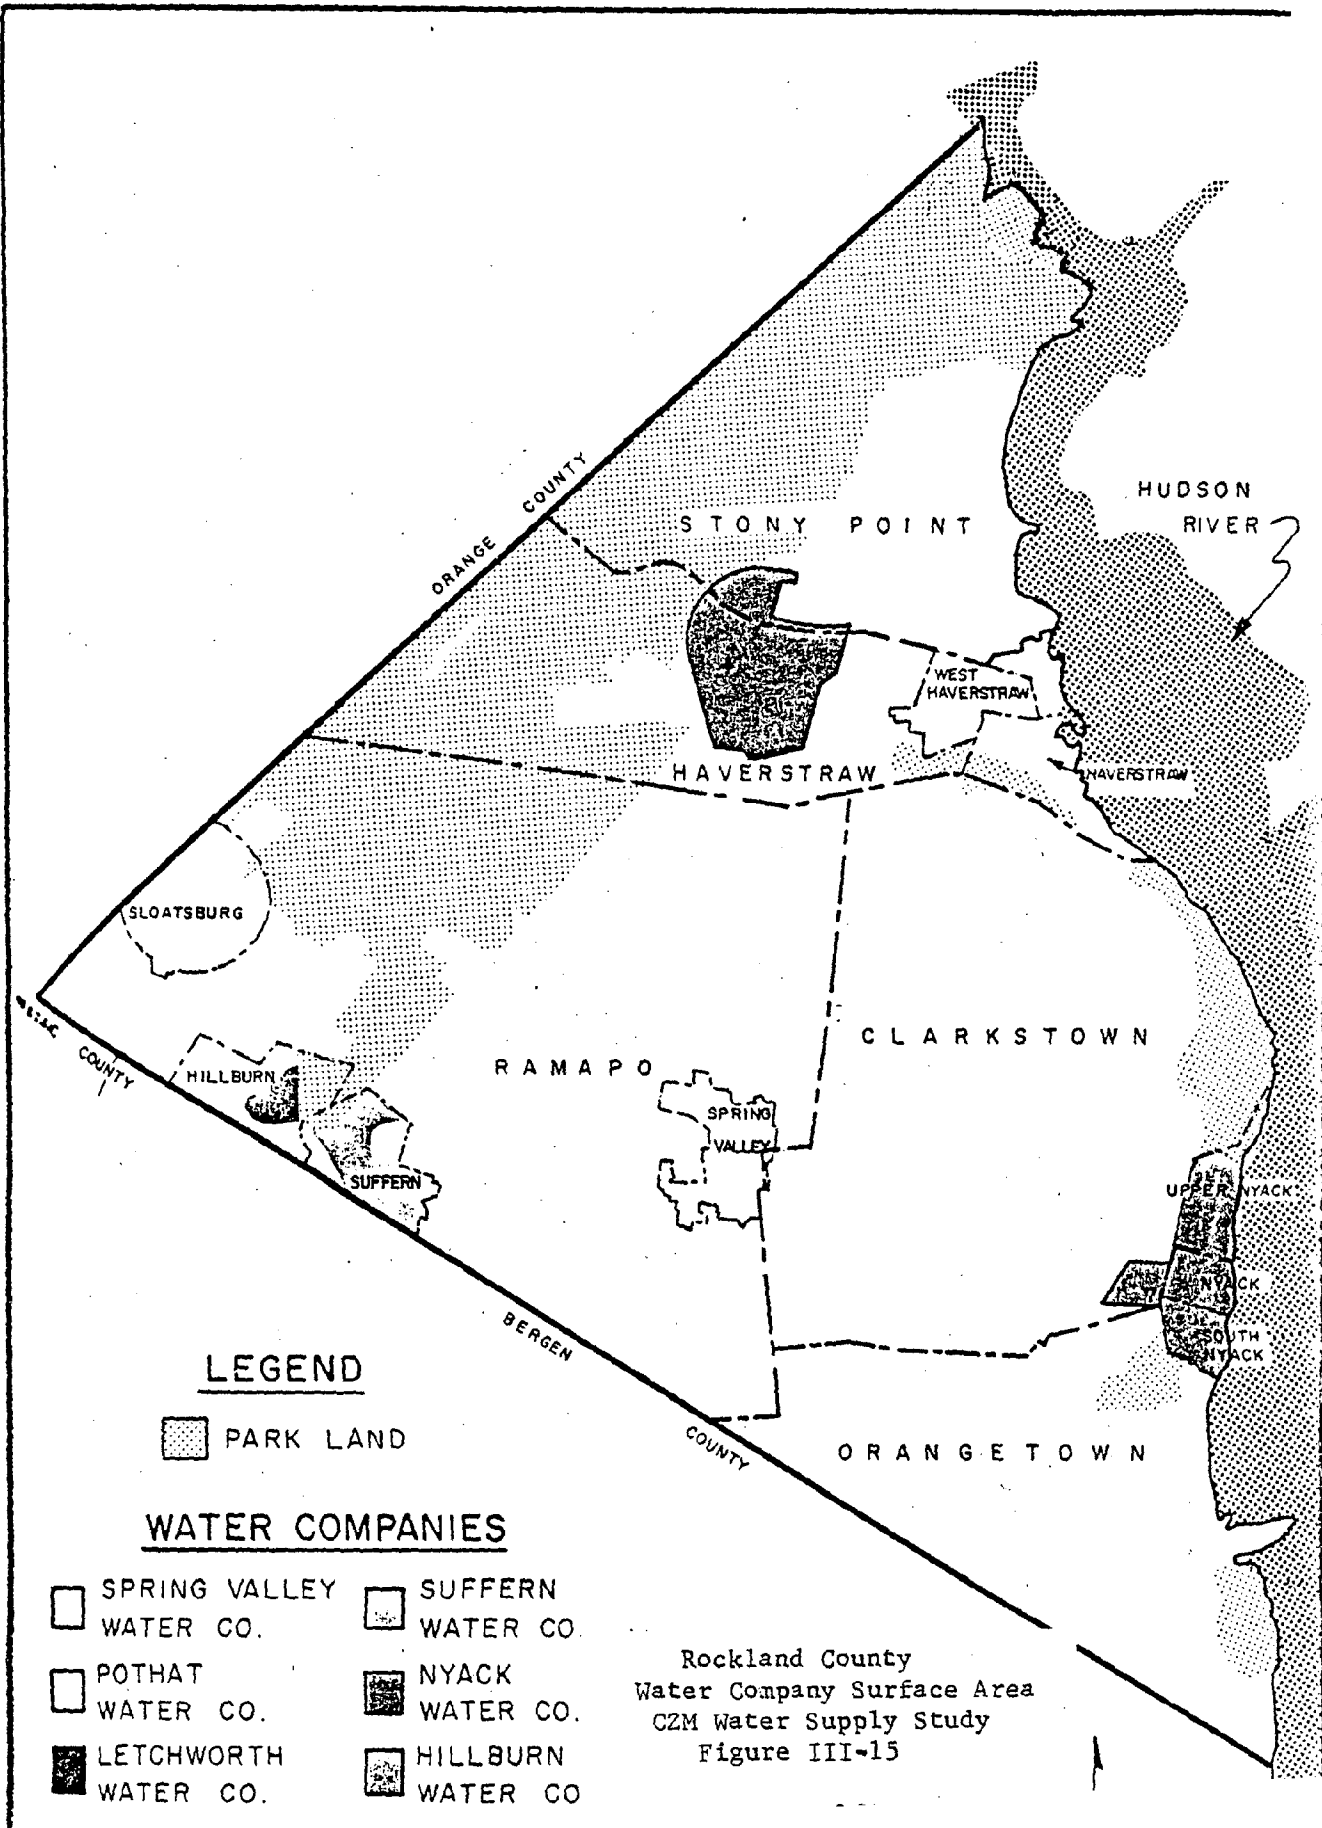 HUDSON
RIVER
ORANGE COUNTY
STONY POINT
WEST
HAVERSTRAW
HAVERSTRAW
HAVERSTRAW
SLOATSBURG
COUNTY
HILLBURN
SUFFERN
RAMAPO
CLARKSTOWN
SPRING
VALLEY
UPPER NYACK
NYACK
SOUTH
NYACK
BERGEN
COUNTY
ORANGETOWN
LEGEND
PARK LAND
WATER COMPANIES
SPRING VALLEY
WATER CO.
SUFFERN
WATER CO.
POTHAT
WATER CO.
NYACK
WATER CO.
LETCHWORTH
WATER CO.
HILLBURN
WATER CO
Rockland County
Water Company Surface Area
CZM Water Supply Study
Figure III-15